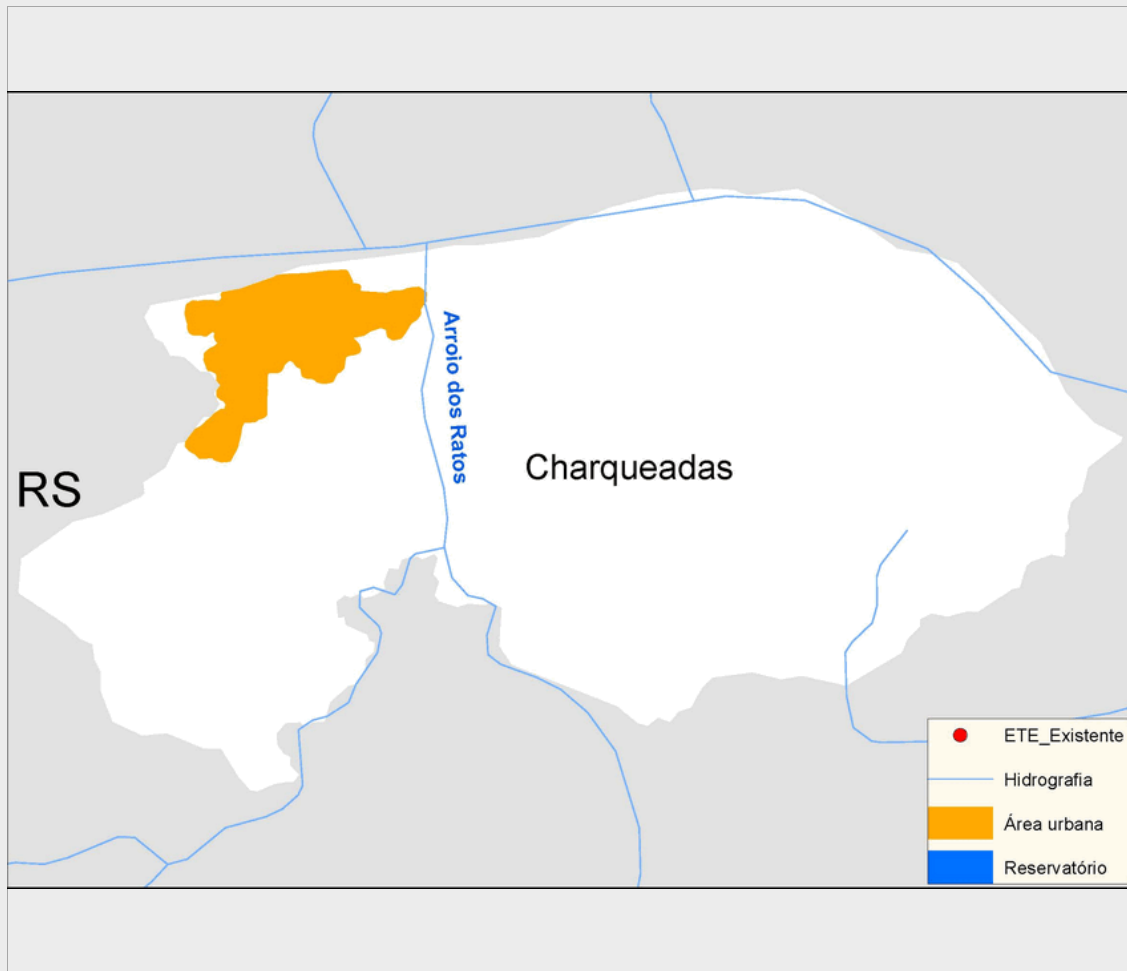 Arroio dos Ratos
Charqueadas
RS
ETE_Existente
Hidrografia
Área urbana
Reservatório